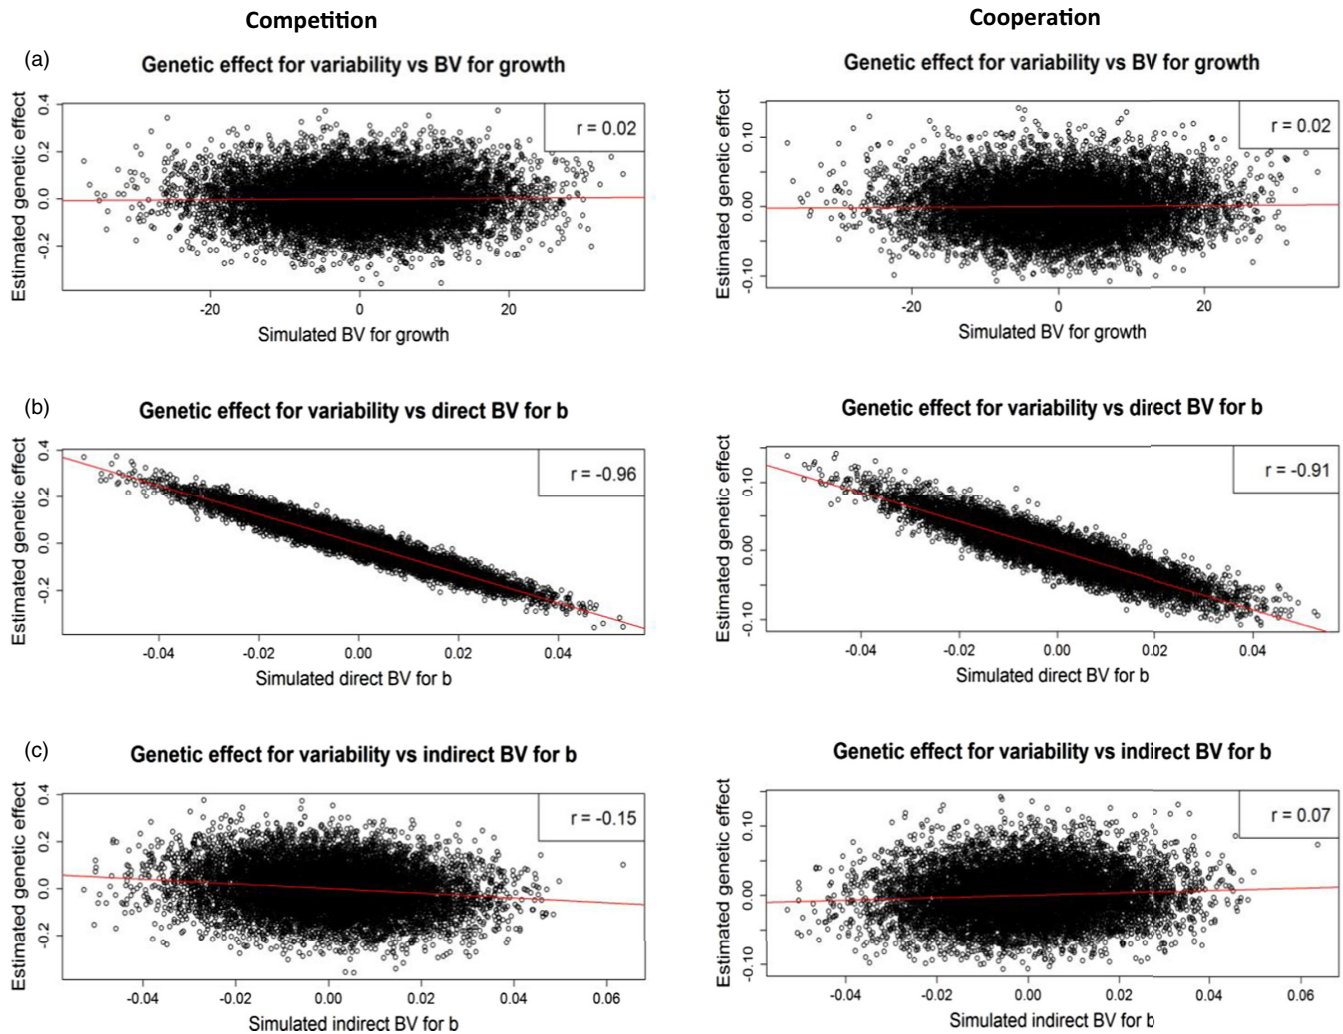 Competition
Cooperation
(a)
Genetic effect for variability vs BV for growth
Estimated genetic effect
0.4
0.2
0.0
-0.2
r = 0.02
-20
0
20
Simulated BV for growth
Genetic effect for variability vs BV for growth
Estimated genetic effect
0.10
0.00
-0.10
r = 0.02
-20
0
20
Simulated BV for growth
(b)
Genetic effect for variability vs direct BV for b
Estimated genetic effect
0.4
0.2
0.0
-0.2
r = -0.96
-0.04
-0.02
0.00
0.02
0.04
Simulated direct BV for b
Genetic effect for variability vs direct BV for b
Estimated genetic effect
0.10
0.00
-0.10
r = -0.91
-0.04
-0.02
0.00
0.02
0.04
Simulated direct BV for b
(c)
Genetic effect for variability vs indirect BV for b
Estimated genetic effect
0.4
0.2
0.0
-0.2
r = -0.15
-0.04
-0.02
0.00
0.02
0.04
0.06
Simulated indirect BV for b
Genetic effect for variability vs indirect BV for b
Estimated genetic effect
0.10
0.00
-0.10
r = 0.07
-0.04
-0.02
0.00
0.02
0.04
0.06
Simulated indirect BV for b